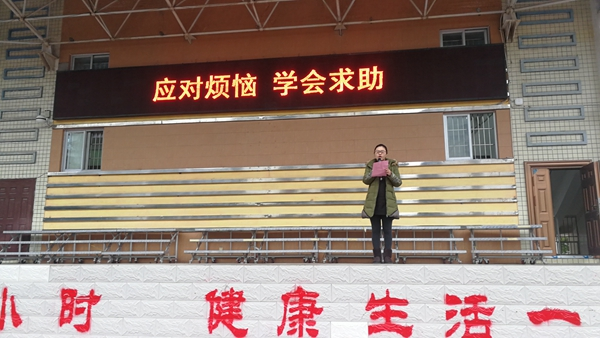 应对烦恼 学会求助
小时 健康生活一